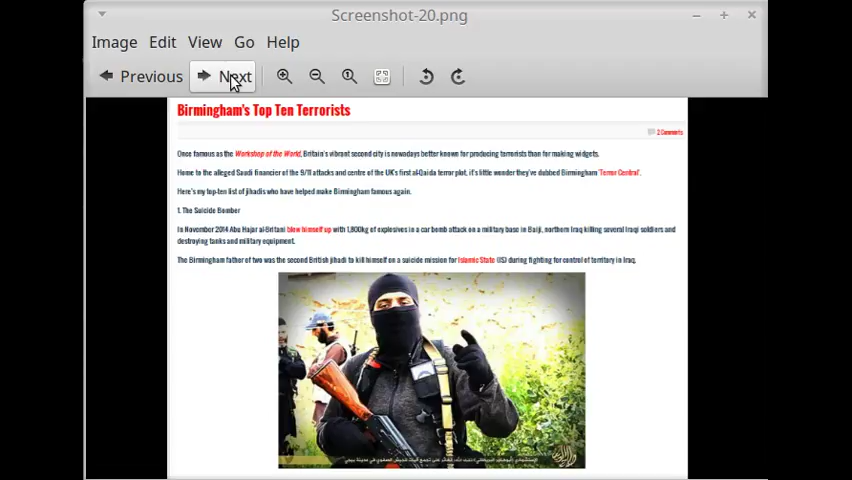 Screenshot-20.png
Image Edit View Go Help
Previous Next
Birmingham's Top Ten Terrorists
2 Comments
Once famous as the Workshop of the World, Britain's vibrant second city is nowadays better known for producing terrorists than for making widgets.
Home to the alleged Saudi financier of the 9/11 attacks and centre of the UK's first al-Qaida terror plot, it's little wonder they've dubbed Birmingham 'Terror Central'.
Here's my top-ten list of jihadis who have helped make Birmingham famous again.
1. The Suicide Bomber
In November 2014 Abu Hajar al-Britani blew himself up with 1,800kg of explosives in a car bomb attack on a military base in Baiji, northern Iraq killing several Iraqi soldiers and
destroying tanks and military equipment.
The Birmingham father of two was the second British jihadi to kill himself on a suicide mission for Islamic State (IS) during fighting for control of territory in Iraq.